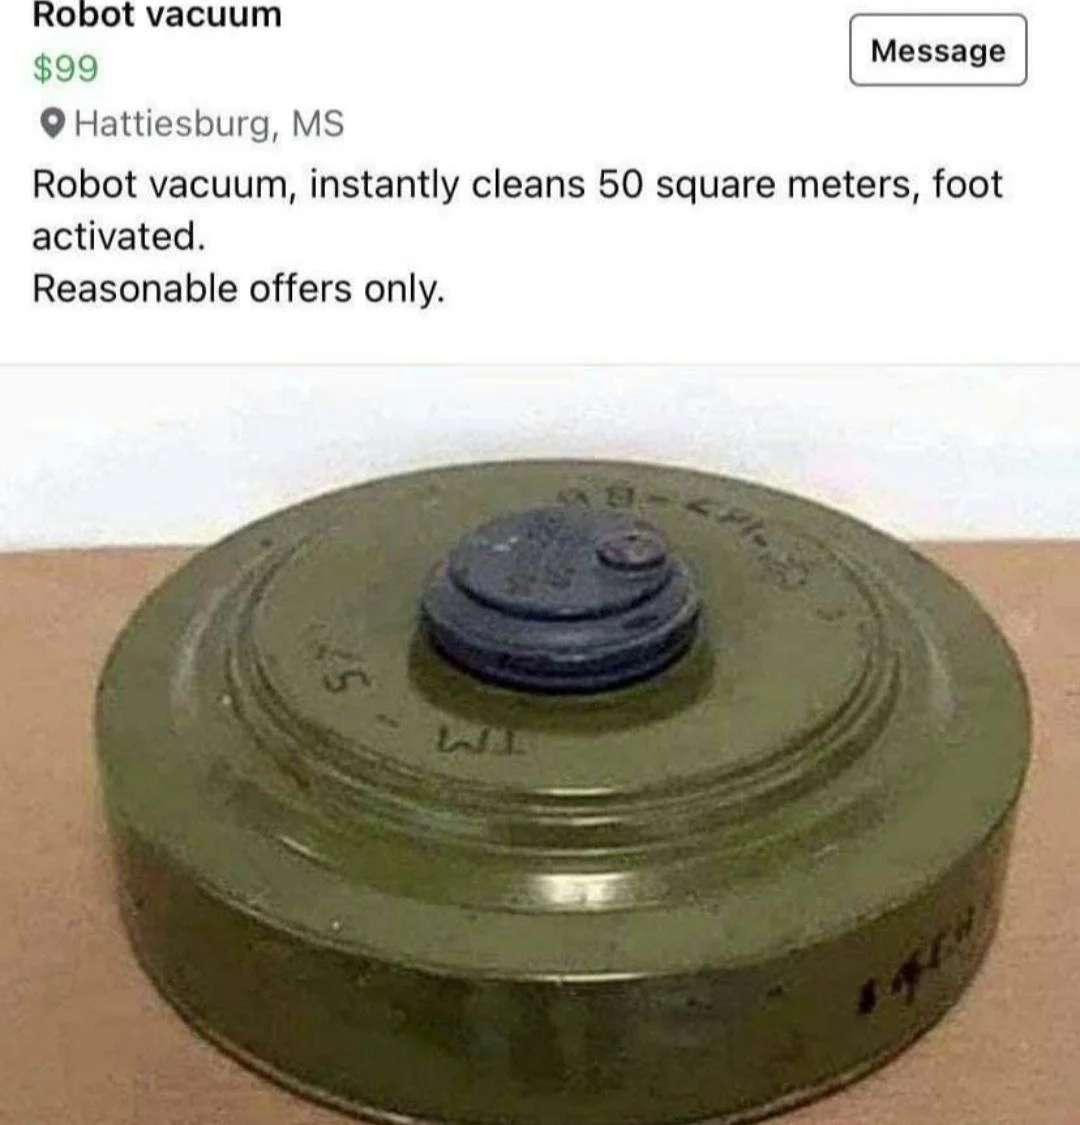 Robot vacuum
$99
Message
Hattiesburg, MS
Robot vacuum, instantly cleans 50 square meters, foot
activated.
Reasonable offers only.